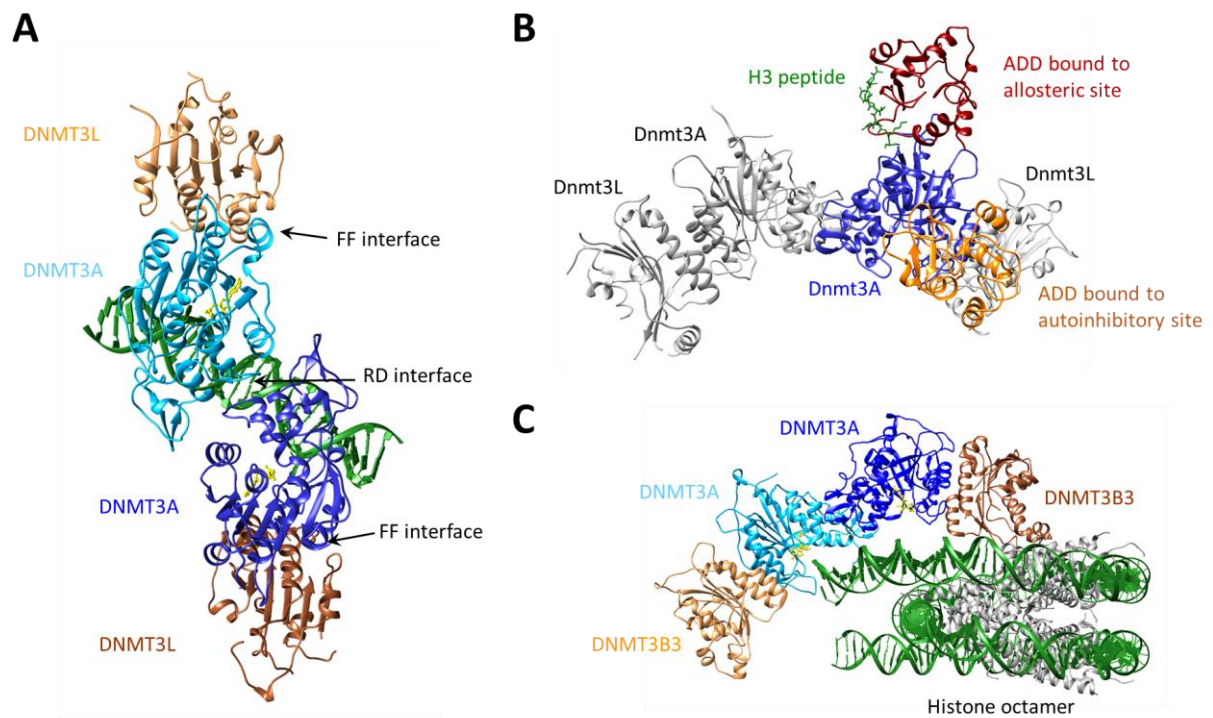 A
DNMT3L
FF interface
DNMT3A
RD interface
DNMT3A
FF interface
DNMT3L
B
H3 peptide
ADD bound to
allosteric site
Dnmt3A
Dnmt3L
Dnmt3L
Dnmt3A
ADD bound to
autoinhibitory site
C
DNMT3A
DNMT3A
DNMT3B3
DNMT3B3
Histone octamer